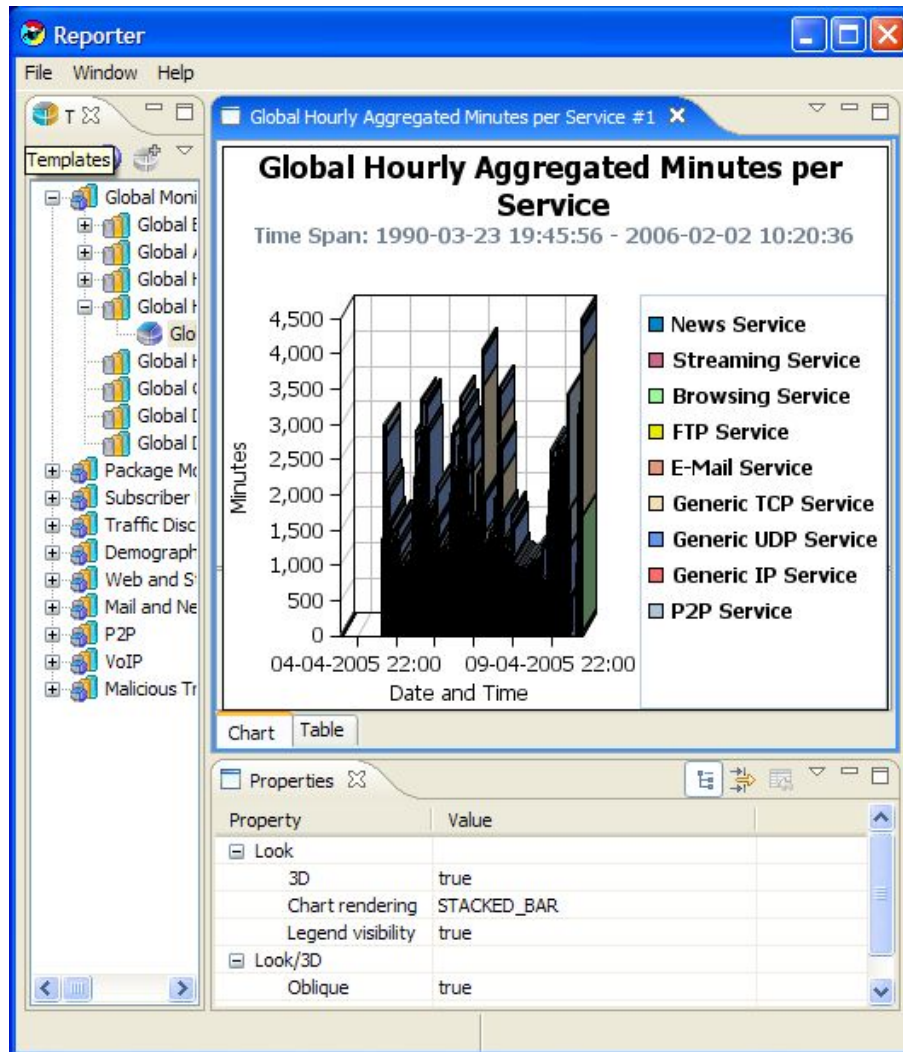 Reporter
File Window Help
T
Templates
Global Moni
Global
Global
Global
Global
Glo
Global
Global
Global
Global
Package Mo
Subscriber
Traffic Disc
Demograph
Web and S
Mail and Ne
P2P
VoIP
Malicious Tr
Global Hourly Aggregated Minutes per Service #1
Global Hourly Aggregated Minutes per
Service
Time Span: 1990-03-23 19:45:56 - 2006-02-02 10:20:36
Minutes
4,500
4,000
3,500
3,000
2,500
2,000
1,500
1,000
500
0
04-04-2005 22:00 09-04-2005 22:00
Date and Time
News Service
Streaming Service
Browsing Service
FTP Service
E-Mail Service
Generic TCP Service
Generic UDP Service
Generic IP Service
P2P Service
Chart Table
Properties
Property Value
Look
3D true
Chart rendering STACKED_BAR
Legend visibility true
Look/3D
Oblique true